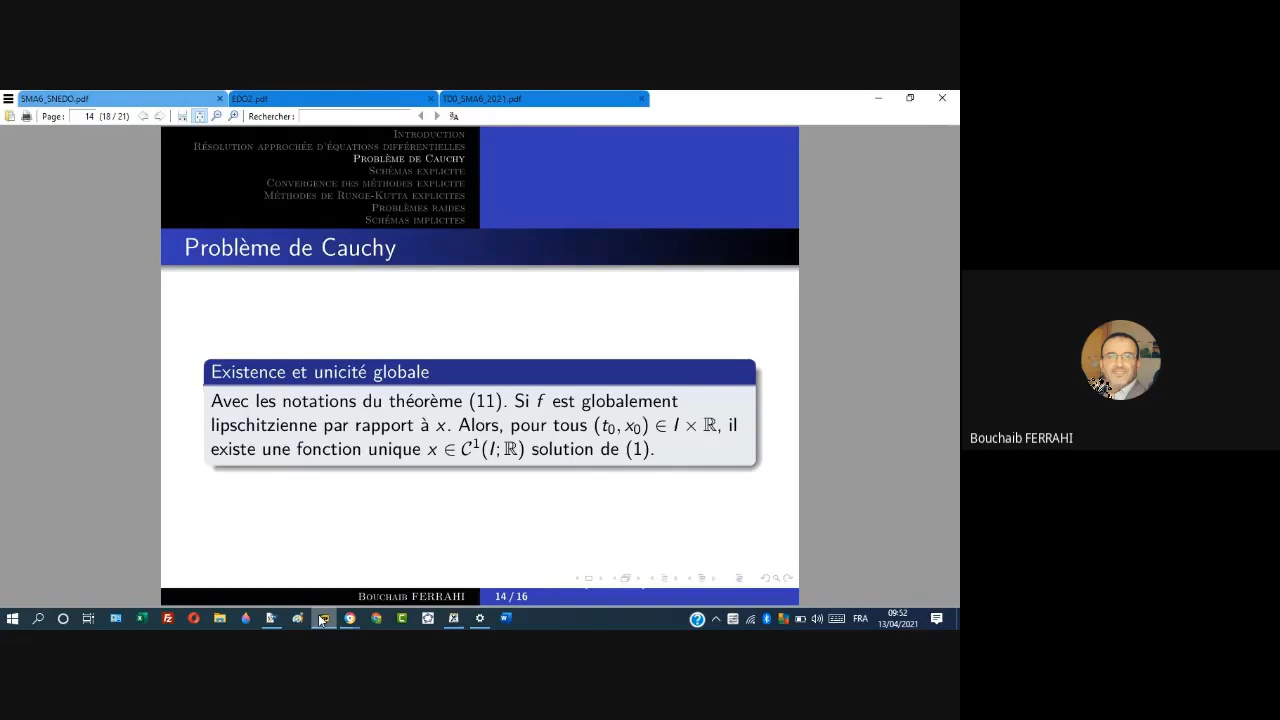 SMA6_SNEDO.pdf
EDO2.pdf
TD0_SMA6_2021.pdf
Page: 14 (18 / 21) Rechercher:
INTRODUCTION
RÉSOLUTION APPROCHÉE D'ÉQUATIONS DIFFÉRENTIELLES
PROBLÈME DE CAUCHY
SCHÉMAS EXPLICITE
CONVERGENCE DES MÉTHODES EXPLICITE
MÉTHODES DE RUNGE-KUTTA EXPLICITES
PROBLÈMES RAIDES
SCHÉMAS IMPLICITES
Problème de Cauchy
Existence et unicité globale
Avec les notations du théorème (11). Si f est globalement
lipschitzienne par rapport à x. Alors, pour tous (t₀, x₀) ∈ I × ℝ, il
existe une fonction unique x ∈ C¹(I; ℝ) solution de (1).
Bouchaib FERRAHI
BOUCHAIB FERRAHI 14 / 16
FRA
09:52
13/04/2021